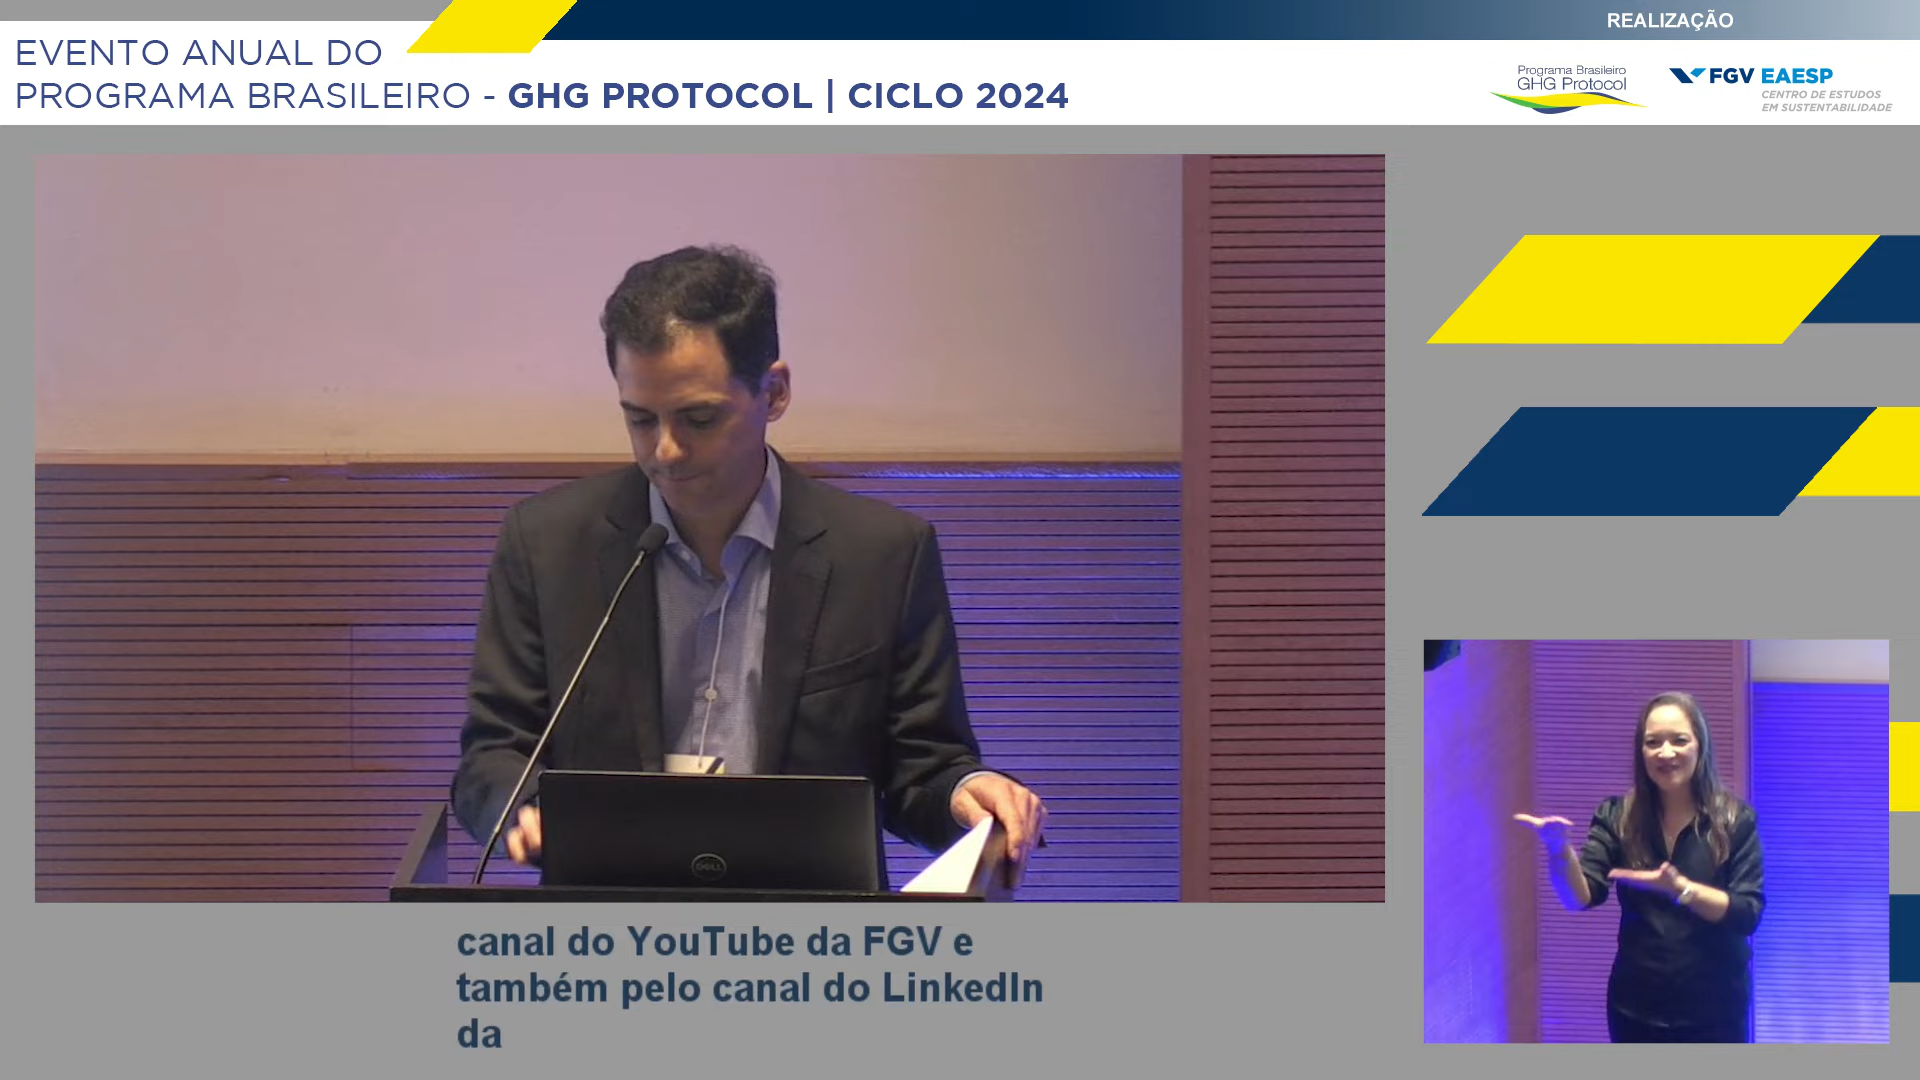 REALIZAÇÃO
EVENTO ANUAL DO
PROGRAMA BRASILEIRO - GHG PROTOCOL | CICLO 2024
Programa Brasileiro
GHG Protocol
FGV EAESP
CENTRO DE ESTUDOS
EM SUSTENTABILIDADE
DELL
canal do YouTube da FGV e
também pelo canal do LinkedIn
da